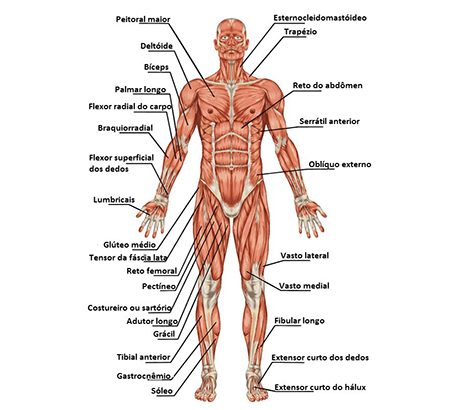 Peitoral maior
Deltóide
Bíceps
Palmar longo
Flexor radial do carpo
Braquiorradial
Flexor superficial
dos dedos
Lumbricais
Glúteo médio
Tensor da fáscia lata
Reto femoral
Pectíneo
Costureiro ou sartório
Adutor longo
Grácil
Tibial anterior
Gastrocnêmio
Sóleo
Esternocleidomastóideo
Trapézio
Reto do abdômen
Serrátil anterior
Oblíquo externo
Vasto lateral
Vasto medial
Fibular longo
Extensor curto dos dedos
Extensor curto do hálux